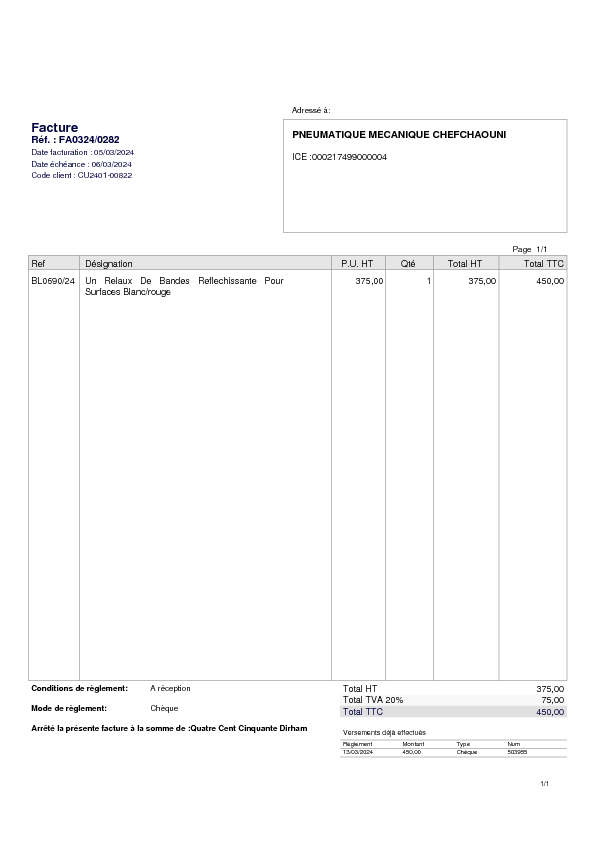 Adressé à:
Facture
Réf. : FA0324/0282
Date facturation : 05/03/2024
Date échéance : 06/03/2024
Code client : CU2401-00822
PNEUMATIQUE MECANIQUE CHEFCHAOUNI
ICE :000217499000004
Page 1/1
Ref Désignation P.U. HT Qté Total HT Total TTC
BL0690/24 Un Relaux De Bandes Reflechissante Pour 375,00 1 375,00 450,00
Surfaces Blanc/rouge
Conditions de règlement: A réception
Mode de règlement: Chèque
Arrêté la présente facture à la somme de :Quatre Cent Cinquante Dirham
Total HT 375,00
Total TVA 20% 75,00
Total TTC 450,00
Versements déjà effectués
Règlement Montant Type Num
13/03/2024 450,00 Chèque 503955
1/1